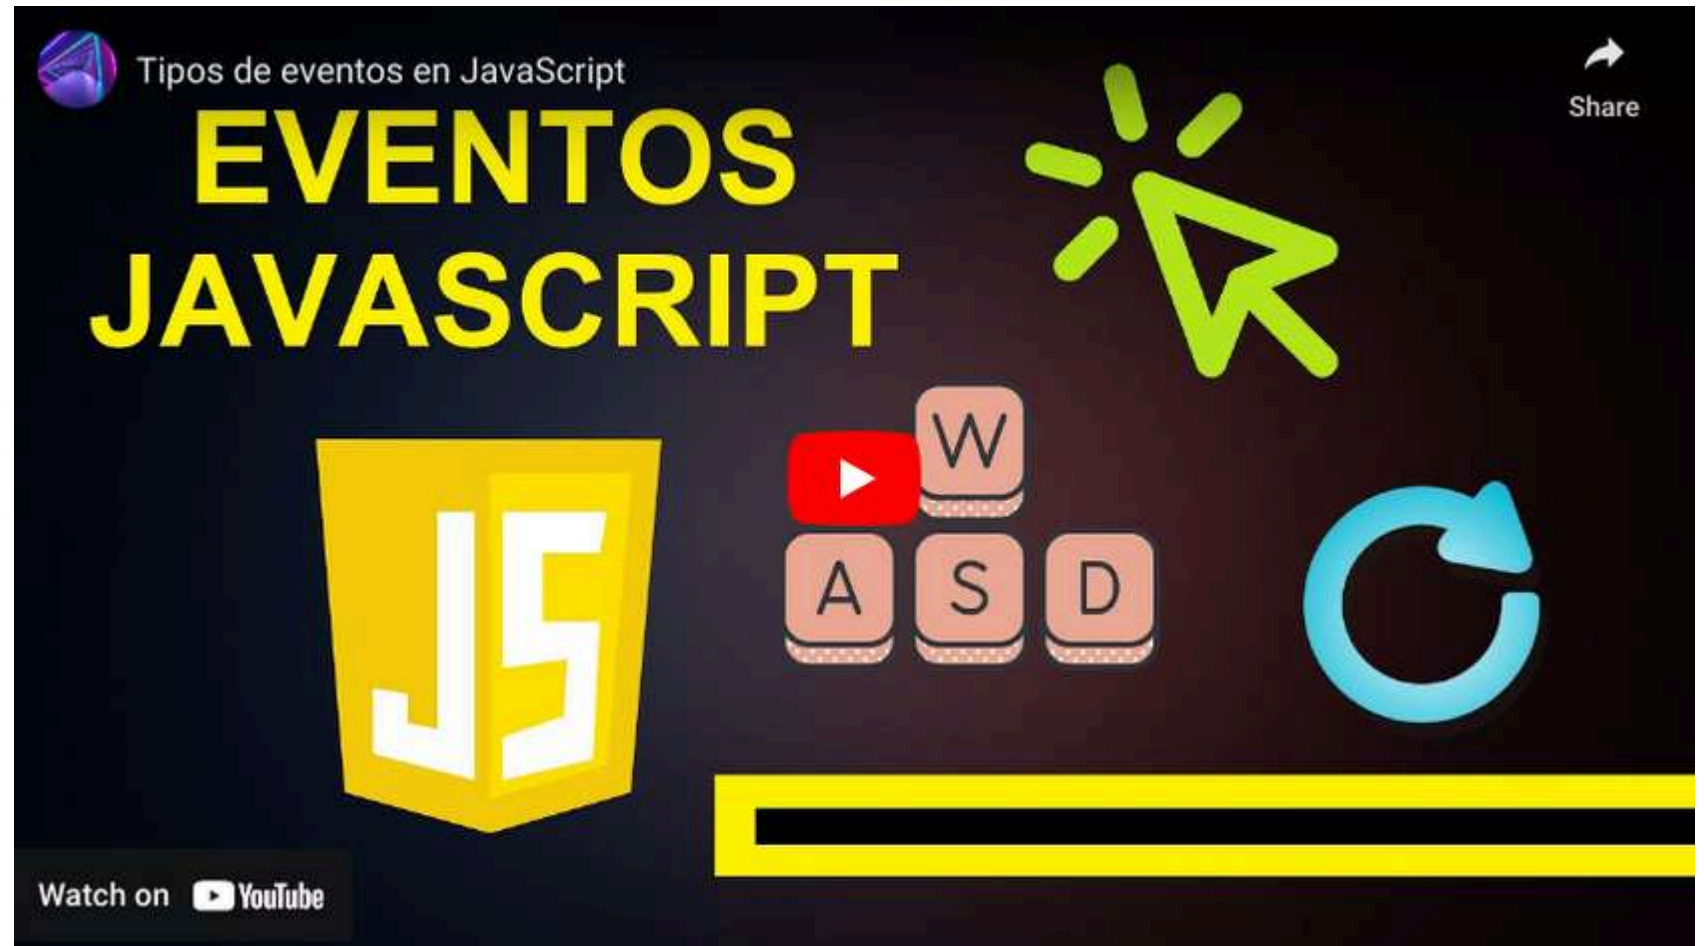 Tipos de eventos en JavaScript
Share
EVENTOS
JAVASCRIPT
JS
W
A S D
Watch on YouTube